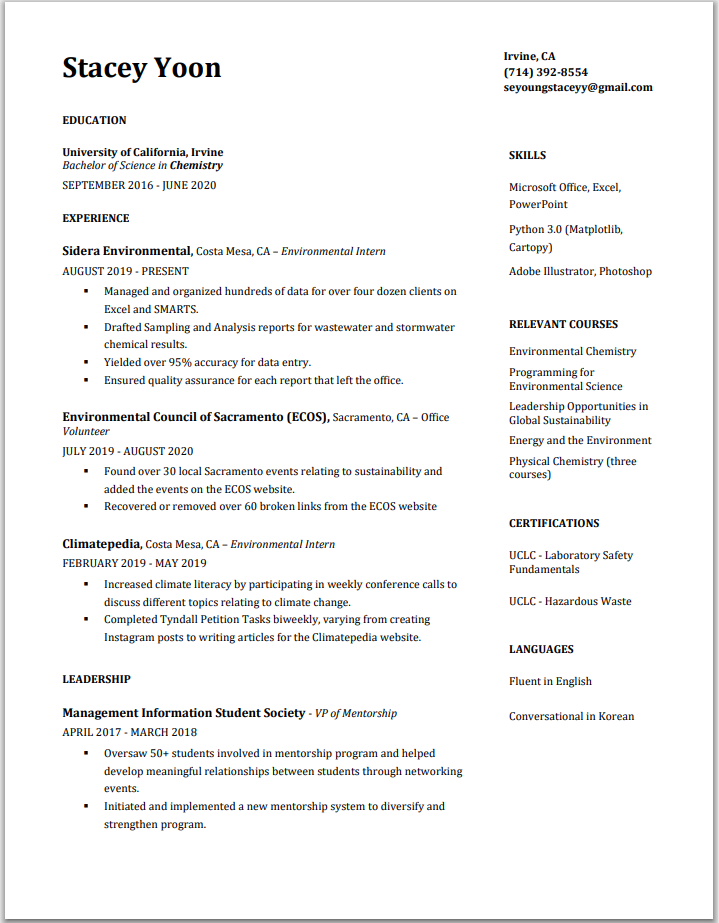 Stacey Yoon
Irvine, CA
(714) 392-8554
seyoungstaceyy@gmail.com
EDUCATION
University of California, Irvine
Bachelor of Science in Chemistry
SEPTEMBER 2016 - JUNE 2020
EXPERIENCE
Sidera Environmental, Costa Mesa, CA – Environmental Intern
AUGUST 2019 - PRESENT
▪ Managed and organized hundreds of data for over four dozen clients on
Excel and SMARTS.
▪ Drafted Sampling and Analysis reports for wastewater and stormwater
chemical results.
▪ Yielded over 95% accuracy for data entry.
▪ Ensured quality assurance for each report that left the office.
Environmental Council of Sacramento (ECOS), Sacramento, CA – Office
Volunteer
JULY 2019 - AUGUST 2020
▪ Found over 30 local Sacramento events relating to sustainability and
added the events on the ECOS website.
▪ Recovered or removed over 60 broken links from the ECOS website
Climatepedia, Costa Mesa, CA – Environmental Intern
FEBRUARY 2019 - MAY 2019
▪ Increased climate literacy by participating in weekly conference calls to
discuss different topics relating to climate change.
▪ Completed Tyndall Petition Tasks biweekly, varying from creating
Instagram posts to writing articles for the Climatepedia website.
LEADERSHIP
Management Information Student Society - VP of Mentorship
APRIL 2017 - MARCH 2018
▪ Oversaw 50+ students involved in mentorship program and helped
develop meaningful relationships between students through networking
events.
▪ Initiated and implemented a new mentorship system to diversify and
strengthen program.
SKILLS
Microsoft Office, Excel,
PowerPoint
Python 3.0 (Matplotlib,
Cartopy)
Adobe Illustrator, Photoshop
RELEVANT COURSES
Environmental Chemistry
Programming for
Environmental Science
Leadership Opportunities in
Global Sustainability
Energy and the Environment
Physical Chemistry (three
courses)
CERTIFICATIONS
UCLC - Laboratory Safety
Fundamentals
UCLC - Hazardous Waste
LANGUAGES
Fluent in English
Conversational in Korean